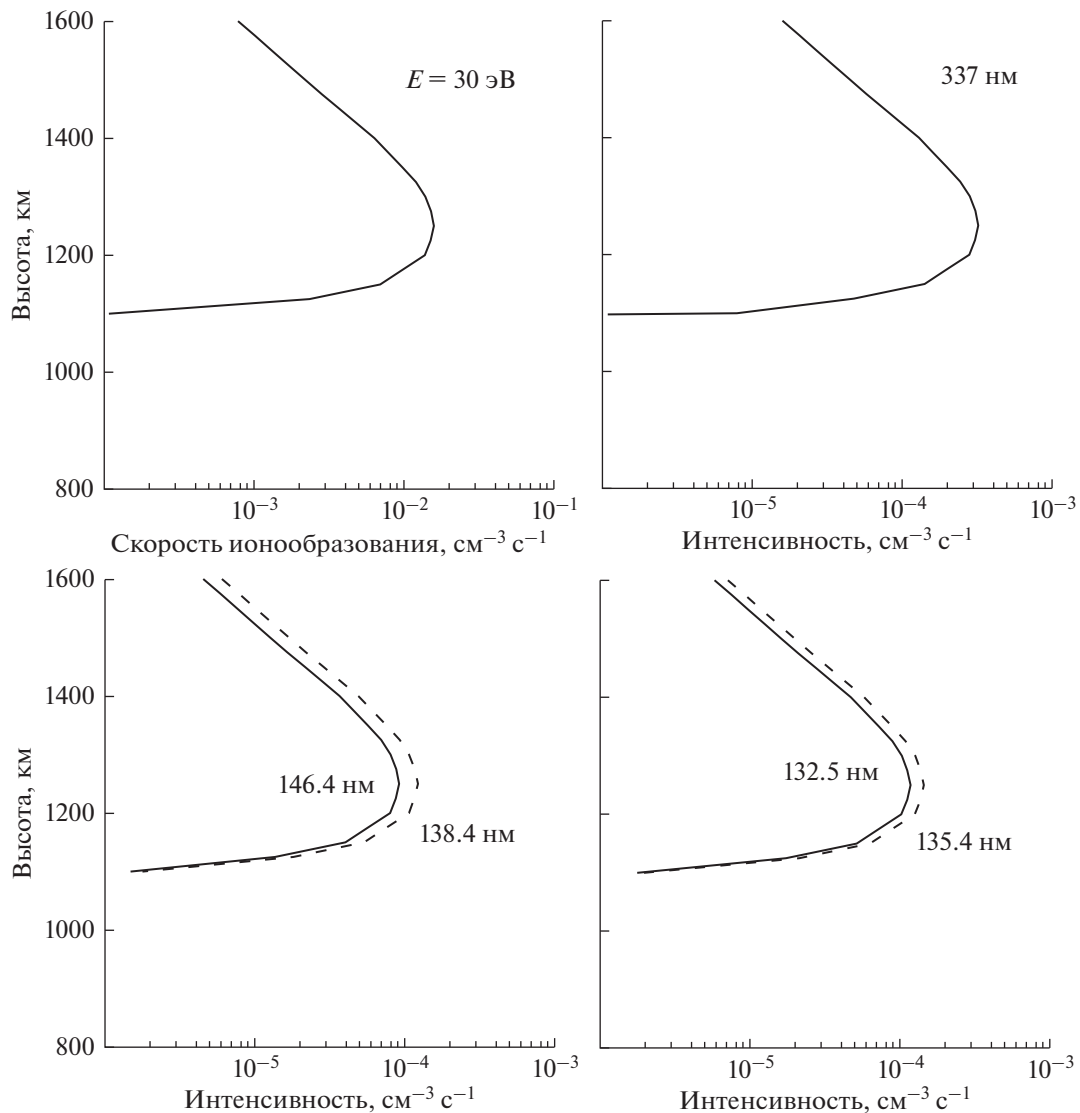 1600
1400
1200
1000
800
Высота, км
E = 30 эВ
10⁻³ 10⁻² 10⁻¹
Скорость ионообразования, см⁻³ с⁻¹
337 нм
10⁻⁵ 10⁻⁴ 10⁻³
Интенсивность, см⁻³ с⁻¹
1600
1400
1200
1000
800
Высота, км
146.4 нм
138.4 нм
10⁻⁵ 10⁻⁴ 10⁻³
Интенсивность, см⁻³ с⁻¹
132.5 нм
135.4 нм
10⁻⁵ 10⁻⁴ 10⁻³
Интенсивность, см⁻³ с⁻¹